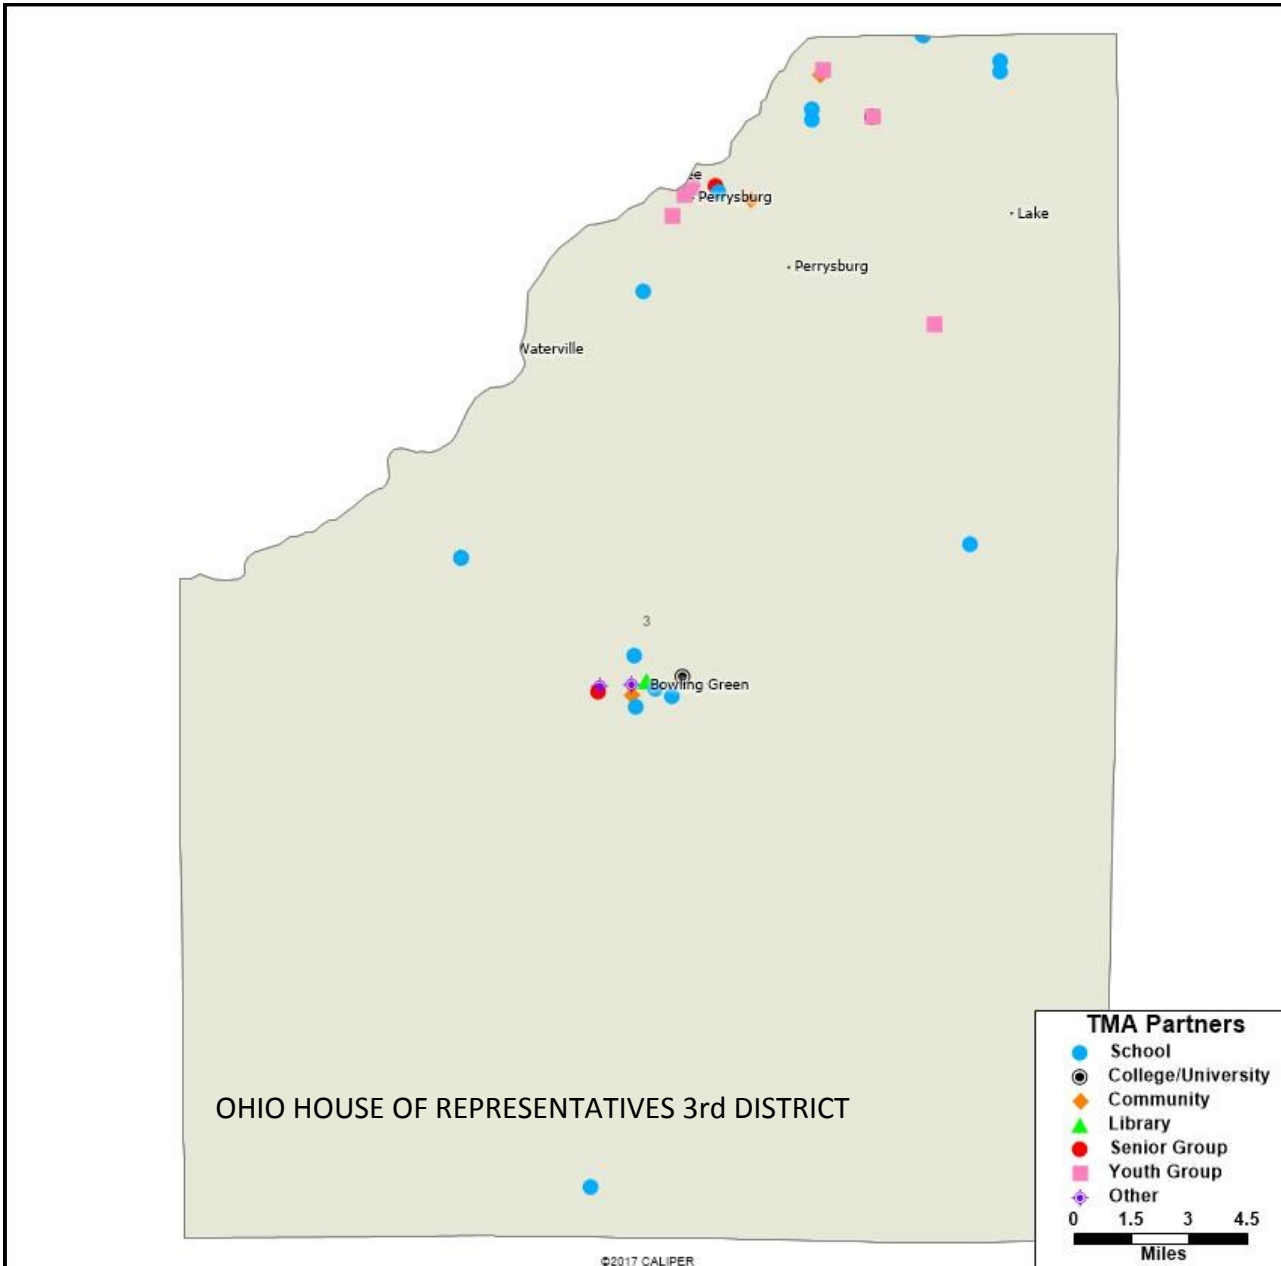 ee
Perrysburg
Lake
Perrysburg
Waterville
3
Bowling Green
OHIO HOUSE OF REPRESENTATIVES 3rd DISTRICT
TMA Partners
School
College/University
Community
Library
Senior Group
Youth Group
Other
0 1.5 3 4.5
Miles
©2017 CALIPER